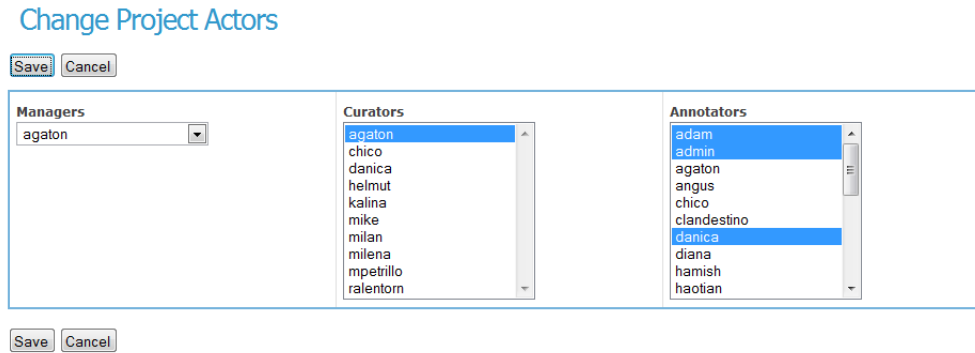 Change Project Actors
Save Cancel
Managers
agaton
Curators
agaton
chico
danica
helmut
kalina
mike
milan
milena
mpetrillo
ralentorn
Annotators
adam
admin
agaton
angus
chico
clandestino
danica
diana
hamish
haotian
Save Cancel